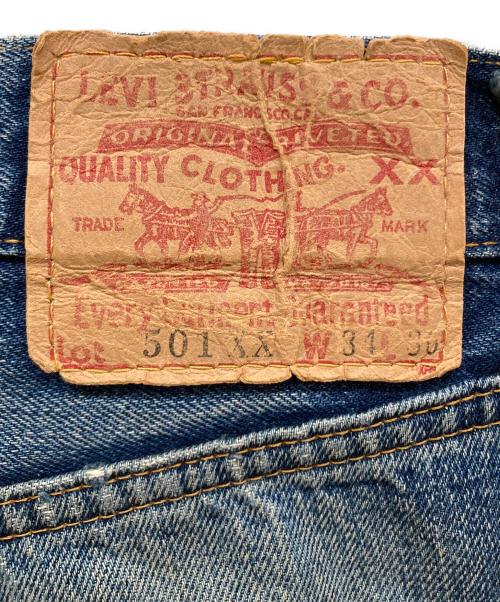 LEVI STRAUSS & CO.
SAN FRANCISCO, CAL
ORIGINAL RIVETED
QUALITY CLOTHING. XX
TRADE MARK
Every Garment Guaranteed
Lot 501 XX W 34 L